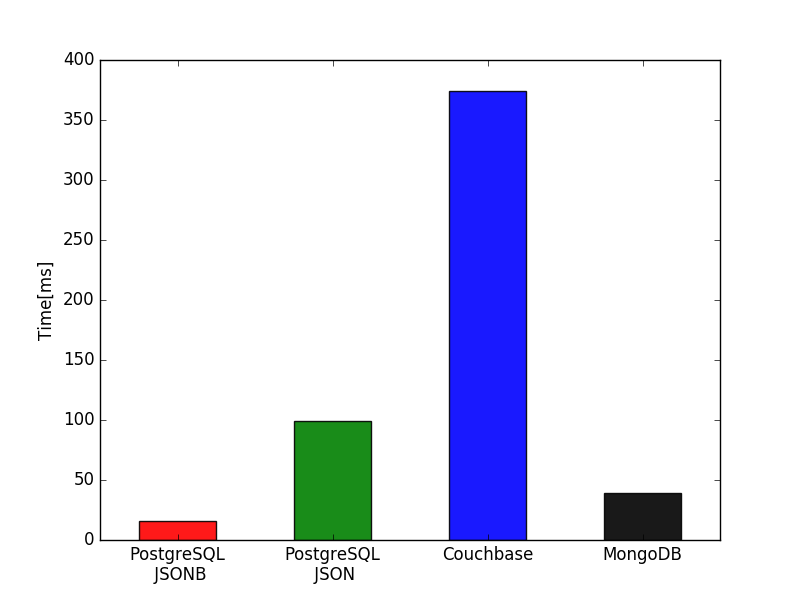 400
350
300
250
200
150
100
50
0
Time[ms]
PostgreSQL
JSONB
PostgreSQL
JSON
Couchbase
MongoDB